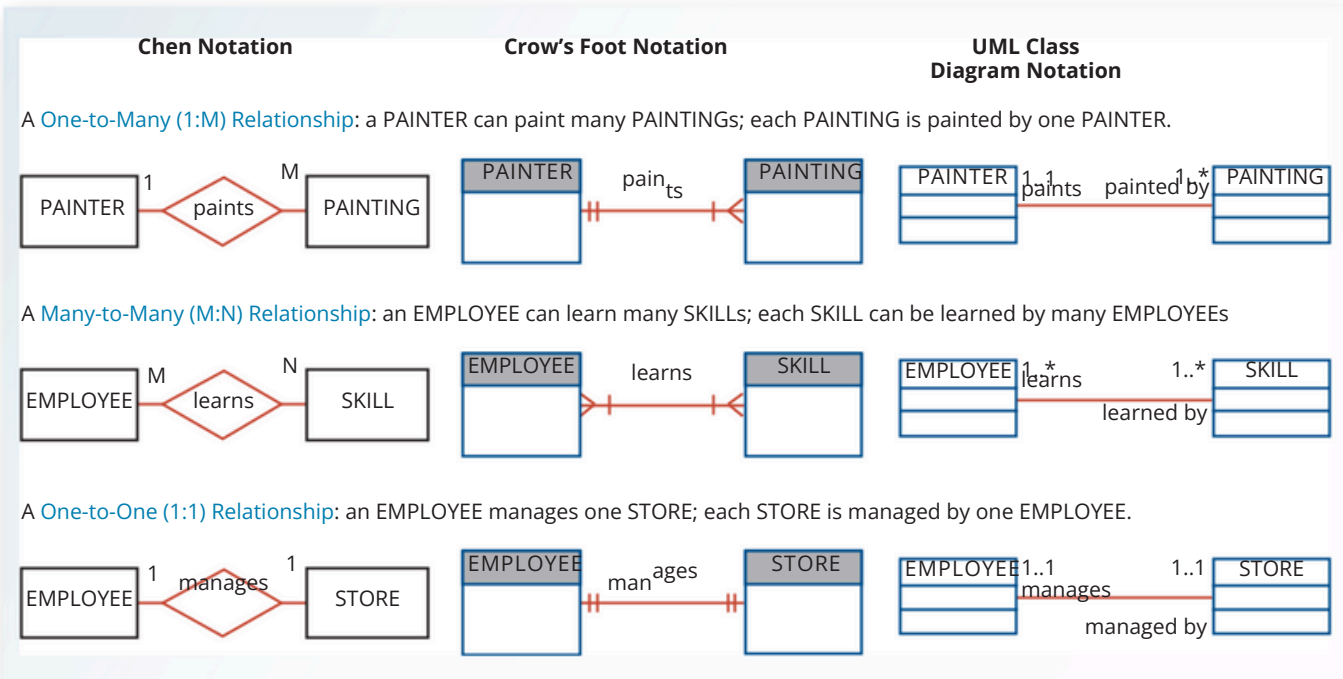 Chen Notation
Crow's Foot Notation
UML Class
Diagram Notation
A One-to-Many (1:M) Relationship: a PAINTER can paint many PAINTINGs; each PAINTING is painted by one PAINTER.
PAINTER
1
paints
M
PAINTING
PAINTER
paints
PAINTING
PAINTER
1..1
paints
painted by
1..*
PAINTING
A Many-to-Many (M:N) Relationship: an EMPLOYEE can learn many SKILLs; each SKILL can be learned by many EMPLOYEEs
EMPLOYEE
M
learns
N
SKILL
EMPLOYEE
learns
SKILL
EMPLOYEE
1..*
learns
1..*
learned by
SKILL
A One-to-One (1:1) Relationship: an EMPLOYEE manages one STORE; each STORE is managed by one EMPLOYEE.
EMPLOYEE
1
manages
1
STORE
EMPLOYEE
manages
STORE
EMPLOYEE
1..1
manages
1..1
managed by
STORE